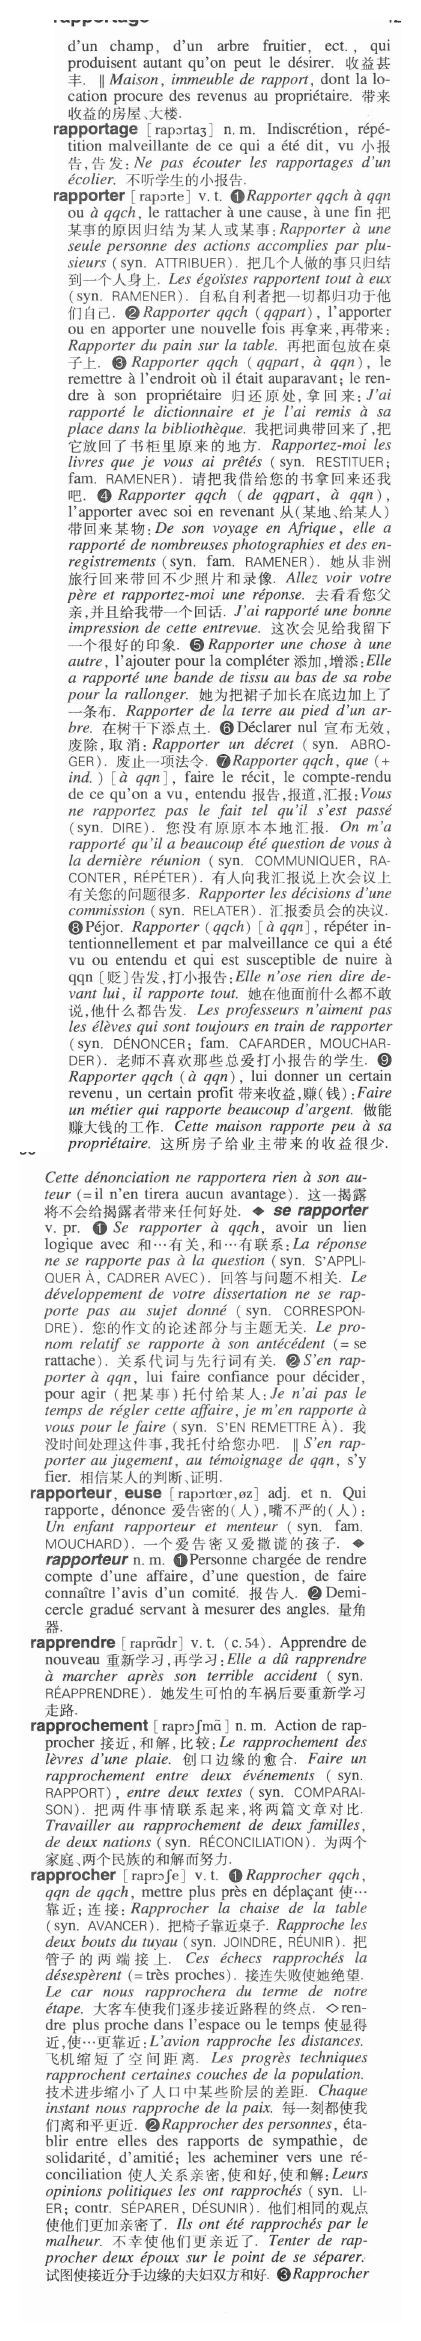 d'un champ, d'un arbre fruitier, ect., qui
produisent autant qu'on peut le désirer. 收益甚
丰. ‖ Maison, immeuble de rapport, dont la lo-
cation procure des revenus au propriétaire. 带来
收益的房屋、大楼.
rapportage [rapɔrtaʒ] n. m. Indiscrétion, répé-
tition malveillante de ce qui a été dit, vu 小报
告,告发: Ne pas écouter les rapportages d'un
écolier. 不听学生的小报告.
rapporter [rapɔrte] v. t. ❶Rapporter qqch à qqn
ou à qqch, le rattacher à une cause, à une fin 把
某事的原因归结为某人或某事: Rapporter à une
seule personne des actions accomplies par plu-
sieurs (syn. ATTRIBUER). 把几个人做的事只归结
到一个人身上. Les égoïstes rapportent tout à eux
(syn. RAMENER). 自私自利者把一切都归功于他
们自己. ❷ Rapporter qqch (qqpart), l'apporter
ou en apporter une nouvelle fois 再拿来,再带来:
Rapporter du pain sur la table. 再把面包放在桌
子上. ❸ Rapporter qqch (qqpart, à qqn), le
remettre à l'endroit où il était auparavant; le ren-
dre à son propriétaire 归还原处,拿回来: J'ai
rapporté le dictionnaire et je l'ai remis à sa
place dans la bibliothèque. 我把词典带回来了,把
它放回了书柜里原来的地方. Rapportez-moi les
livres que je vous ai prêtés (syn. RESTITUER;
fam. RAMENER). 请把我借给您的书拿回来还我
吧. ❹ Rapporter qqch (de qqpart, à qqn),
l'apporter avec soi en revenant 从(某地、给某人)
带回来某物: De son voyage en Afrique, elle a
rapporté de nombreuses photographies et des en-
registrements (syn. fam. RAMENER). 她从非洲
旅行回来带回不少照片和录像. Allez voir votre
père et rapportez-moi une réponse. 去看看您父
亲,并且给我带一个回话. J'ai rapporté une bonne
impression de cette entrevue. 这次会见给我留下
一个很好的印象. ❺ Rapporter une chose à une
autre, l'ajouter pour la compléter 添加,增添: Elle
a rapporté une bande de tissu au bas de sa robe
pour la rallonger. 她为把裙子加长在底边加上了
一条布. Rapporter de la terre au pied d'un ar-
bre. 在树干下添点土. ❻ Déclarer nul 宣布无效,
废除,取消: Rapporter un décret (syn. ABRO-
GER). 废止一项法令. ❼ Rapporter qqch, que (+
ind.) [à qqn], faire le récit, le compte-rendu
de ce qu'on a vu, entendu 报告,报道,汇报: Vous
ne rapportez pas le fait tel qu'il s'est passé
(syn. DIRE). 您没有原原本本地汇报. On m'a
rapporté qu'il a beaucoup été question de vous à
la dernière réunion (syn. COMMUNIQUER, RA-
CONTER, RÉPÉTER). 有人向我汇报说上次会议上
有关您的问题很多. Rapporter les décisions d'une
commission (syn. RELATER). 汇报委员会的决议.
❽ Péjor. Rapporter (qqch) [à qqn], répéter in-
tentionnellement et par malveillance ce qui a été
vu ou entendu et qui est susceptible de nuire à
qqn [贬]告发,打小报告: Elle n'ose rien dire de-
vant lui, il rapporte tout. 她在他面前什么都不敢
说,他什么都告发. Les professeurs n'aiment pas
les élèves qui sont toujours en train de rapporter
(syn. DÉNONCER; fam. CAFARDER, MOUCHAR-
DER). 老师不喜欢那些总爱打小报告的学生. ❾
Rapporter qqch (à qqn), lui donner un certain
revenu, un certain profit 带来收益,赚(钱): Faire
un métier qui rapporte beaucoup d'argent. 做能
赚大钱的工作. Cette maison rapporte peu à sa
propriétaire. 这所房子给业主带来的收益很少.
Cette dénonciation ne rapportera rien à son au-
teur (=il n'en tirera aucun avantage). 这一揭露
将不会给揭露者带来任何好处. ◆ se rapporter
v. pr. ❶ Se rapporter à qqch, avoir un lien
logique avec 和…有关,和…有联系: La réponse
ne se rapporte pas à la question (syn. S'APPLI-
QUER À, CADRER AVEC). 回答与问题不相关. Le
développement de votre dissertation ne se rap-
porte pas au sujet donné (syn. CORRESPON-
DRE). 您的作文的论述部分与主题无关. Le pro-
nom relatif se rapporte à son antécédent (= se
rattache). 关系代词与先行词有关. ❷ S'en rap-
porter à qqn, lui faire confiance pour décider,
pour agir (把某事)托付给某人: Je n'ai pas le
temps de régler cette affaire, je m'en rapporte à
vous pour le faire (syn. S'EN REMETTRE À). 我
没时间处理这件事,我托付给您办吧. ‖ S'en rap-
porter au jugement, au témoignage de qqn, s'y
fier. 相信某人的判断、证明.
rapporteur, euse [rapɔrtœr,øz] adj. et n. Qui
rapporte, dénonce 爱告密的(人),嘴不严的(人):
Un enfant rapporteur et menteur (syn. fam.
MOUCHARD). 一个爱告密又爱撒谎的孩子. ◆
rapporteur n. m. ❶ Personne chargée de rendre
compte d'une affaire, d'une question, de faire
connaître l'avis d'un comité. 报告人. ❷ Demi-
cercle gradué servant à mesurer des angles. 量角
器.
rapprendre [raprɑ̃dr] v. t. (c. 54). Apprendre de
nouveau 重新学习,再学习: Elle a dû rapprendre
à marcher après son terrible accident (syn.
RÉAPPRENDRE). 她发生可怕的车祸后要重新学习
走路.
rapprochement [raprɔʃmɑ̃] n. m. Action de rap-
procher 接近,和解,比较: Le rapprochement des
lèvres d'une plaie. 创口边缘的愈合. Faire un
rapprochement entre deux événements (syn.
RAPPORT), entre deux textes (syn. COMPARAI-
SON). 把两件事情联系起来,将两篇文章对比.
Travailler au rapprochement de deux familles,
de deux nations (syn. RÉCONCILIATION). 为两个
家庭、两个民族的和解而努力.
rapprocher [raprɔʃe] v. t. ❶ Rapprocher qqch,
qqn de qqch, mettre plus près en déplaçant 使…
靠近; 连接: Rapprocher la chaise de la table
(syn. AVANCER). 把椅子靠近桌子. Rapproche les
deux bouts du tuyau (syn. JOINDRE, RÉUNIR). 把
管子的两端接上. Ces échecs rapprochés la
désespèrent (=très proches). 接连失败使她绝望.
Le car nous rapprochera du terme de notre
étape. 大客车使我们逐步接近路程的终点. ◇ ren-
dre plus proche dans l'espace ou le temps 使显得
近,使…更靠近: L'avion rapproche les distances.
飞机缩短了空间距离. Les progrès techniques
rapprochent certaines couches de la population.
技术进步缩小了人口中某些阶层的差距. Chaque
instant nous rapproche de la paix. 每一刻都使我
们离和平更近. ❷ Rapprocher des personnes, éta-
blir entre elles des rapports de sympathie, de
solidarité, d'amitié; les acheminer vers une ré-
conciliation 使人关系亲密,使和好,使和解: Leurs
opinions politiques les ont rapprochés (syn. LI-
ER; contr. SÉPARER, DÉSUNIR). 他们相同的观点
使他们更加亲密了. Ils ont été rapprochés par le
malheur. 不幸使他们更亲近了. Tenter de rap-
procher deux époux sur le point de se séparer.
试图使接近分手边缘的夫妇双方和好. ❸ Rapprocher